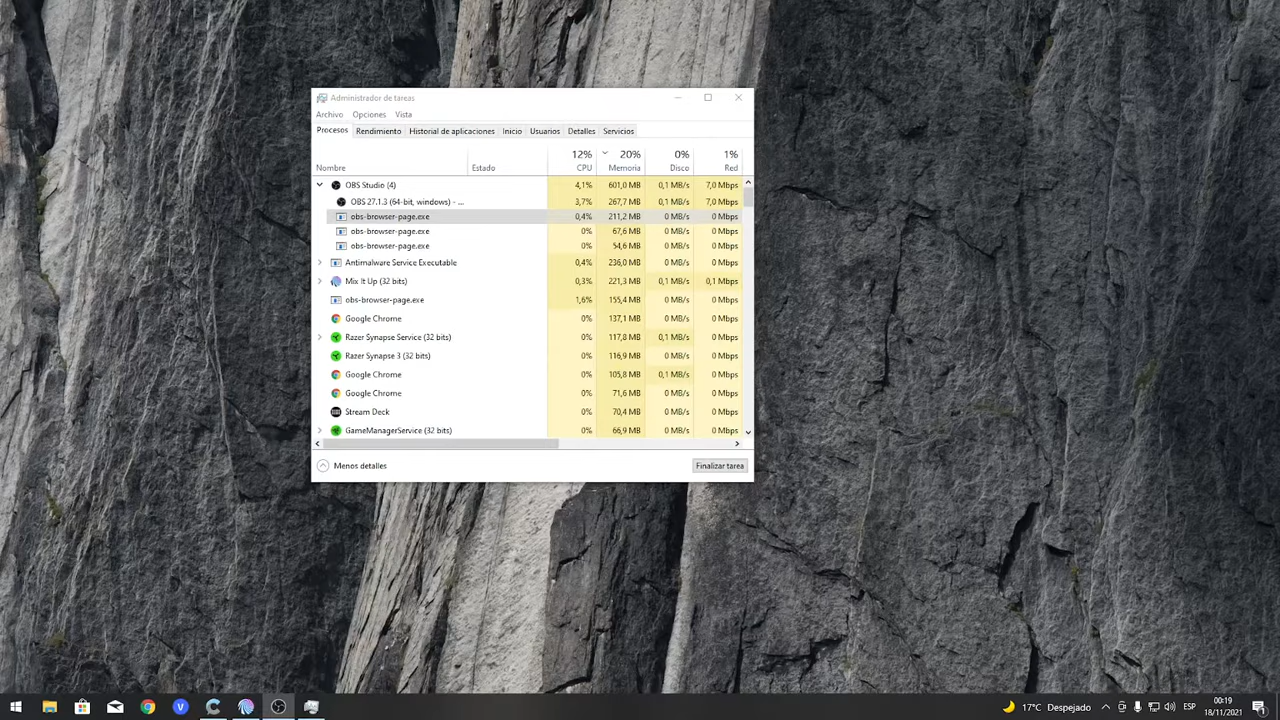 Administrador de tareas
Archivo Opciones Vista
Procesos Rendimiento Historial de aplicaciones Inicio Usuarios Detalles Servicios
12% 20% 0% 1%
Nombre Estado CPU Memoria Disco Red
OBS Studio (4) 4,1% 601,0 MB 0,1 MB/s 7,0 Mbps
OBS 27.1.3 (64-bit, windows) - ... 3,7% 267,7 MB 0,1 MB/s 7,0 Mbps
obs-browser-page.exe 0,4% 211,2 MB 0 MB/s 0 Mbps
obs-browser-page.exe 0% 67,6 MB 0 MB/s 0 Mbps
obs-browser-page.exe 0% 54,6 MB 0 MB/s 0 Mbps
Antimalware Service Executable 0,4% 236,0 MB 0 MB/s 0 Mbps
Mix It Up (32 bits) 0,3% 221,3 MB 0,1 MB/s 0,1 Mbps
obs-browser-page.exe 1,6% 155,4 MB 0 MB/s 0 Mbps
Google Chrome 0% 137,1 MB 0 MB/s 0 Mbps
Razer Synapse Service (32 bits) 0% 117,8 MB 0,1 MB/s 0 Mbps
Razer Synapse 3 (32 bits) 0% 116,9 MB 0 MB/s 0 Mbps
Google Chrome 0% 105,8 MB 0,1 MB/s 0 Mbps
Google Chrome 0% 71,6 MB 0 MB/s 0 Mbps
Stream Deck 0% 70,4 MB 0 MB/s 0 Mbps
GameManagerService (32 bits) 0% 66,9 MB 0 MB/s 0 Mbps
Menos detalles Finalizar tarea
17°C Despejado ESP 00:19
18/11/2021